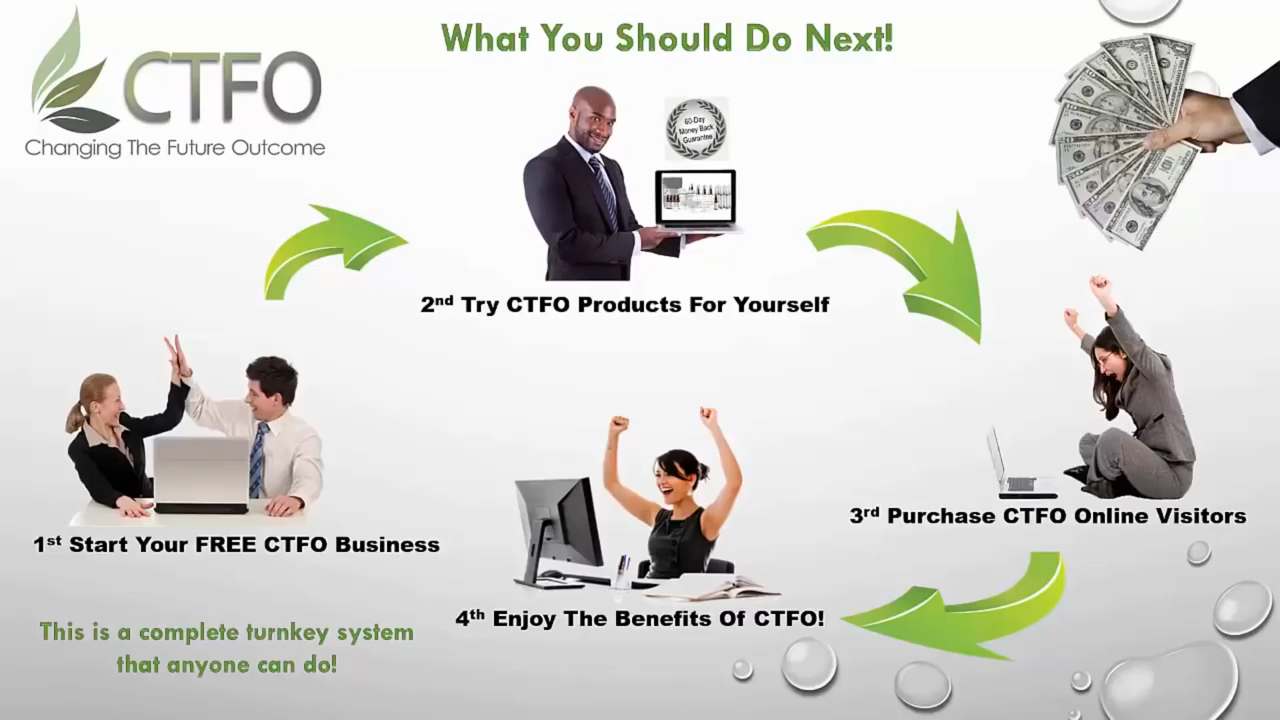 What You Should Do Next!
CTFO
Changing The Future Outcome
60-Day
Money Back
Guarantee
2nd Try CTFO Products For Yourself
1st Start Your FREE CTFO Business
3rd Purchase CTFO Online Visitors
4th Enjoy The Benefits Of CTFO!
This is a complete turnkey system
that anyone can do!